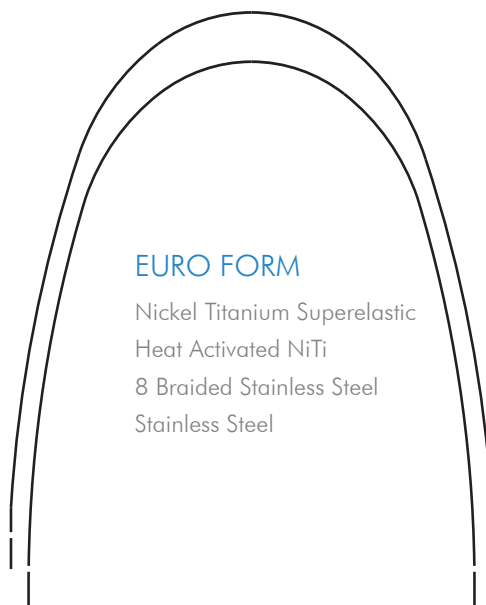 EURO FORM
Nickel Titanium Superelastic
Heat Activated NiTi
8 Braided Stainless Steel
Stainless Steel